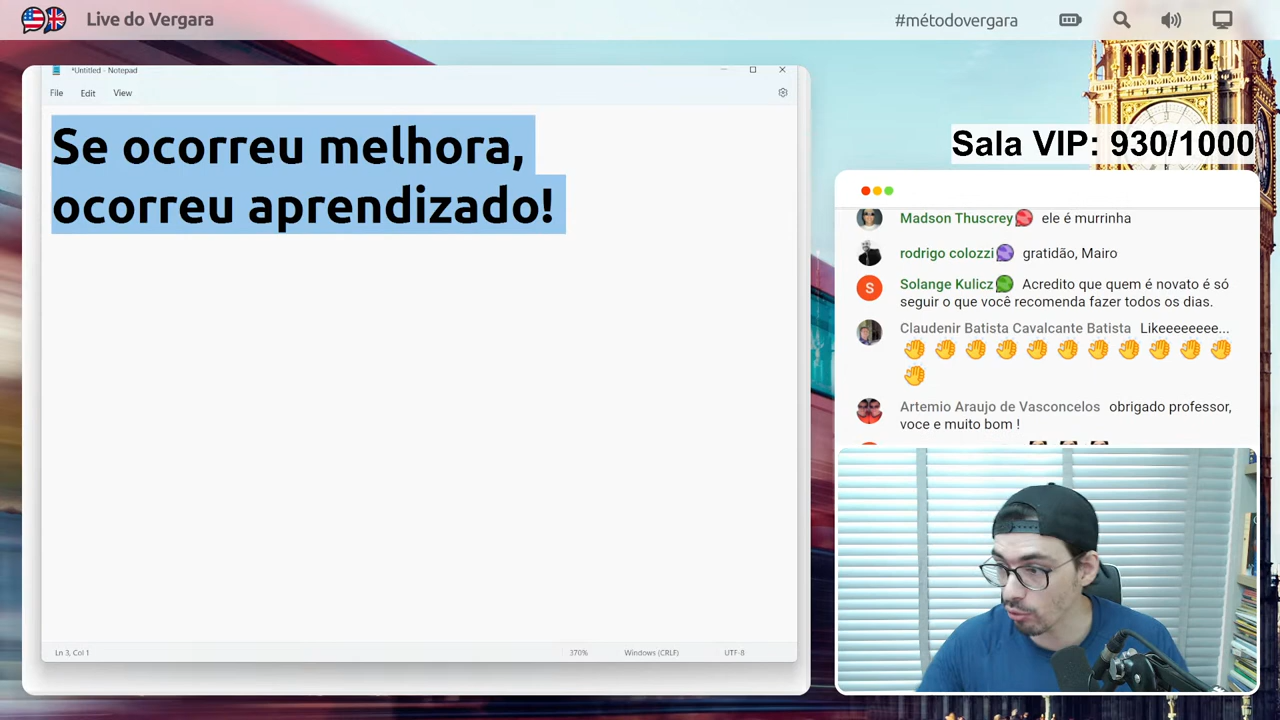 Live do Vergara
#métodovergara
*Untitled - Notepad
File Edit View
Se ocorreu melhora,
ocorreu aprendizado!
Ln 3, Col 1
370%
Windows (CRLF)
UTF-8
Sala VIP: 930/1000
Madson Thuscrey ele é murrinha
rodrigo colozzi gratidão, Mairo
S
Solange Kulicz Acredito que quem é novato é só
seguir o que você recomenda fazer todos os dias.
Claudenir Batista Cavalcante Batista Likeeeeeeee...
Artemio Araujo de Vasconcelos obrigado professor,
voce e muito bom !